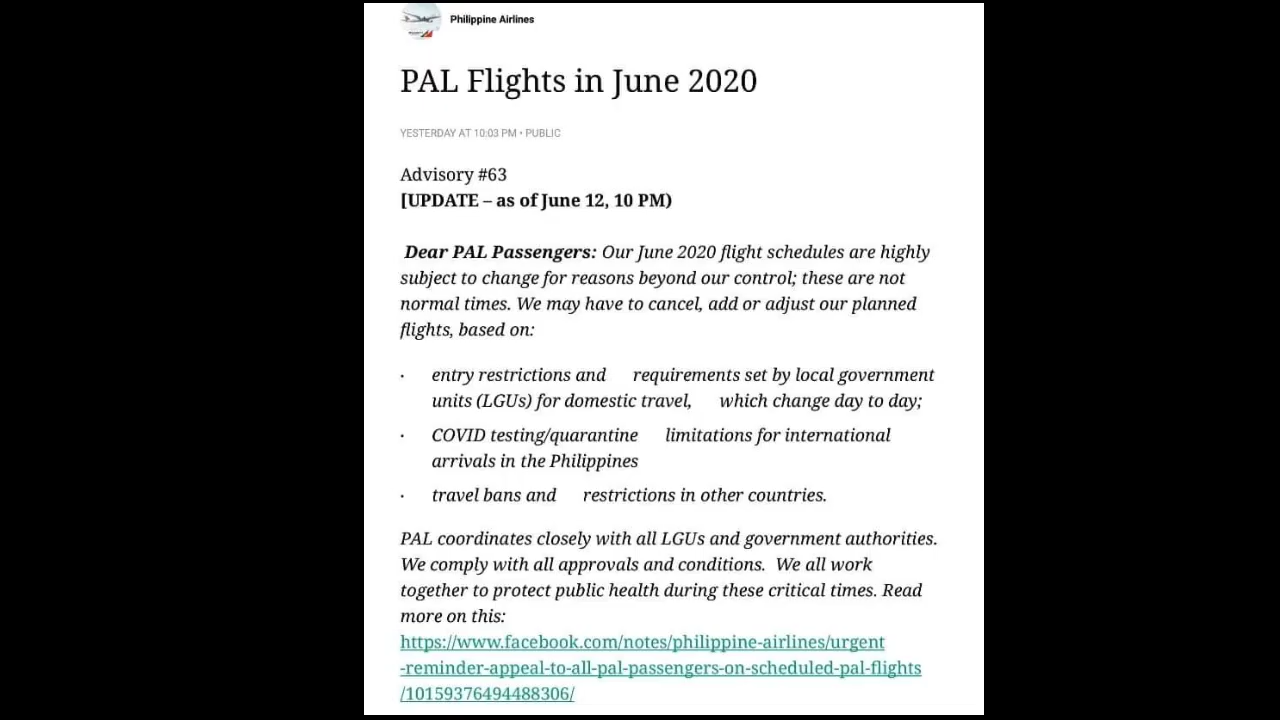 Philippine Airlines
PAL Flights in June 2020
YESTERDAY AT 10:03 PM • PUBLIC
Advisory #63
[UPDATE – as of June 12, 10 PM)
Dear PAL Passengers: Our June 2020 flight schedules are highly
subject to change for reasons beyond our control; these are not
normal times. We may have to cancel, add or adjust our planned
flights, based on:
· entry restrictions and requirements set by local government
units (LGUs) for domestic travel, which change day to day;
· COVID testing/quarantine limitations for international
arrivals in the Philippines
· travel bans and restrictions in other countries.
PAL coordinates closely with all LGUs and government authorities.
We comply with all approvals and conditions. We all work
together to protect public health during these critical times. Read
more on this:
https://www.facebook.com/notes/philippine-airlines/urgent
-reminder-appeal-to-all-pal-passengers-on-scheduled-pal-flights
/10159376494488306/